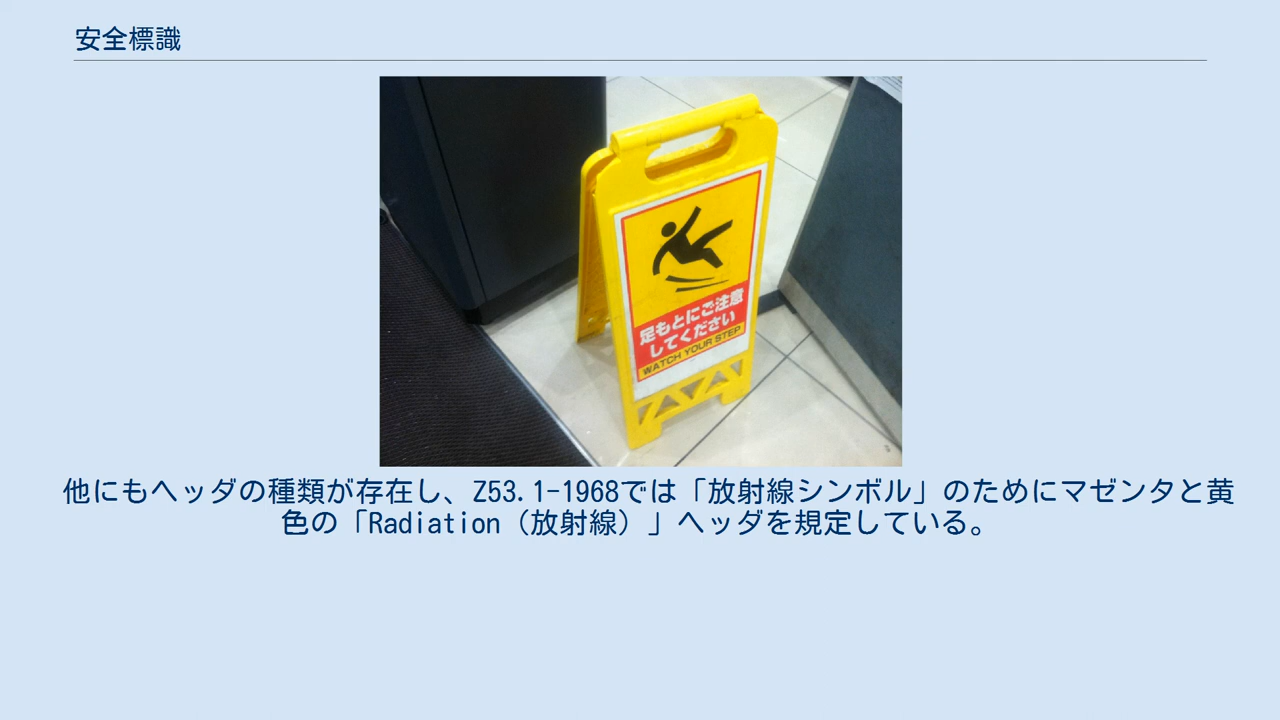 安全標識
足もとにご注意
してください
WATCH YOUR STEP
他にもヘッダの種類が存在し、Z53.1-1968では「放射線シンボル」のためにマゼンタと黄
色の「Radiation（放射線）」ヘッダを規定している。